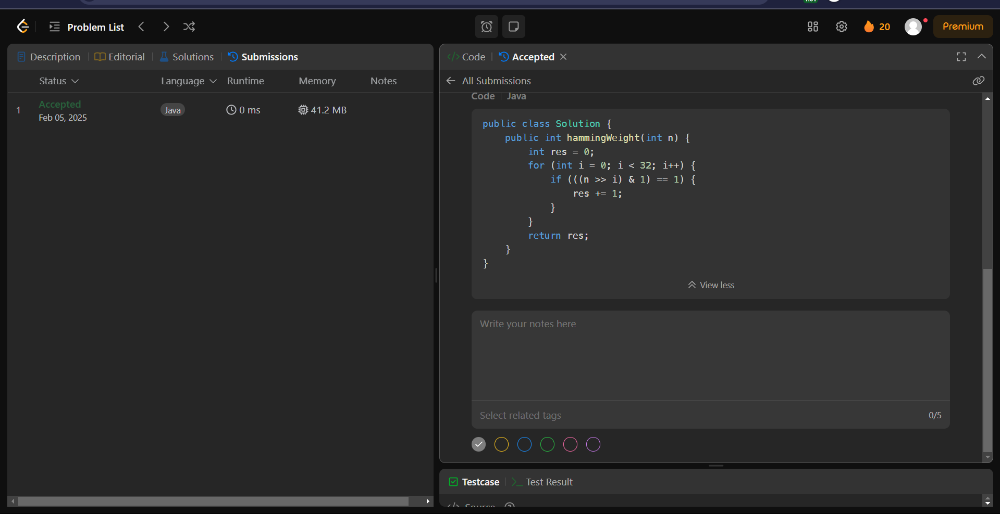 Problem List
20
Premium
Description
Editorial
Solutions
Submissions
Status
Language
Runtime
Memory
Notes
1
Accepted
Feb 05, 2025
Java
0 ms
41.2 MB
</> Code
Accepted
All Submissions
Code | Java
public class Solution {
    public int hammingWeight(int n) {
        int res = 0;
        for (int i = 0; i < 32; i++) {
            if (((n >> i) & 1) == 1) {
                res += 1;
            }
        }
        return res;
    }
}
View less
Write your notes here
Select related tags
0/5
Testcase
>_ Test Result
</> Source